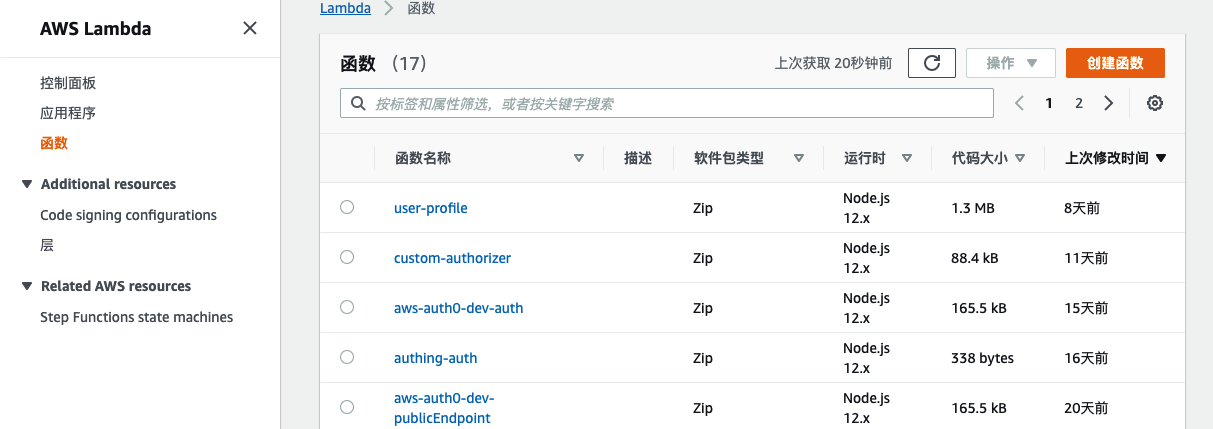 Lambda 函数
AWS Lambda
控制面板
应用程序
函数
Additional resources
Code signing configurations
层
Related AWS resources
Step Functions state machines
函数 (17)
上次获取 20秒钟前
操作
创建函数
按标签和属性筛选，或者按关键字搜索
1 2
函数名称 描述 软件包类型 运行时 代码大小 上次修改时间
user-profile Zip Node.js 12.x 1.3 MB 8天前
custom-authorizer Zip Node.js 12.x 88.4 kB 11天前
aws-auth0-dev-auth Zip Node.js 12.x 165.5 kB 15天前
authing-auth Zip Node.js 12.x 338 bytes 16天前
aws-auth0-dev-publicEndpoint Zip Node.js 12.x 165.5 kB 20天前